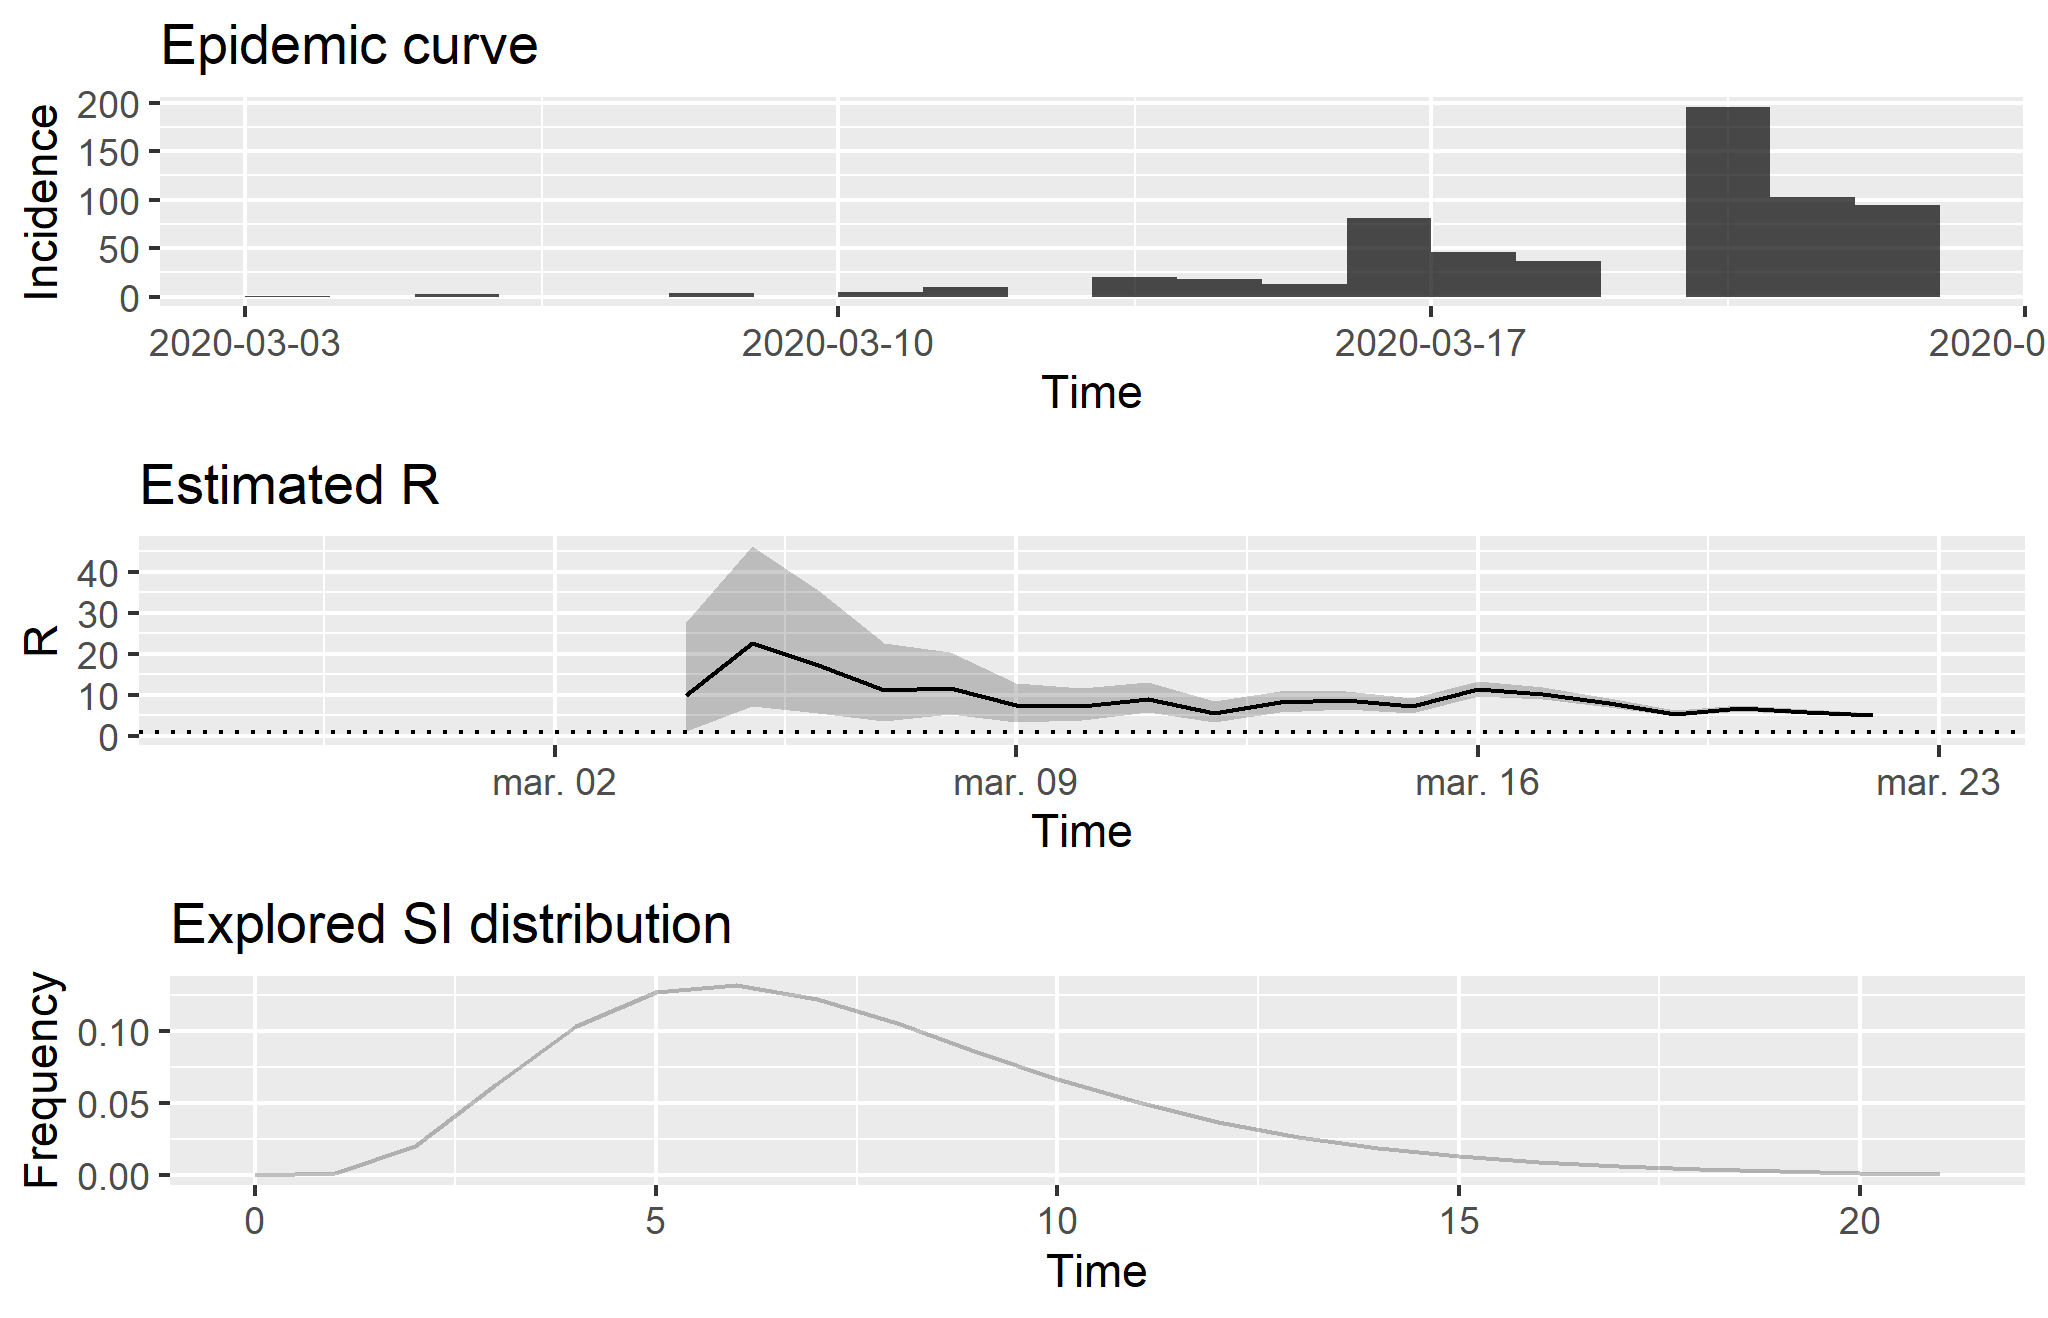 Epidemic curve
Incidence
200
150
100
50
0
2020-03-03 2020-03-10 2020-03-17 2020-0
Time
Estimated R
R
40
30
20
10
0
mar. 02 mar. 09 mar. 16 mar. 23
Time
Explored SI distribution
Frequency
0.10
0.05
0.00
0 5 10 15 20
Time